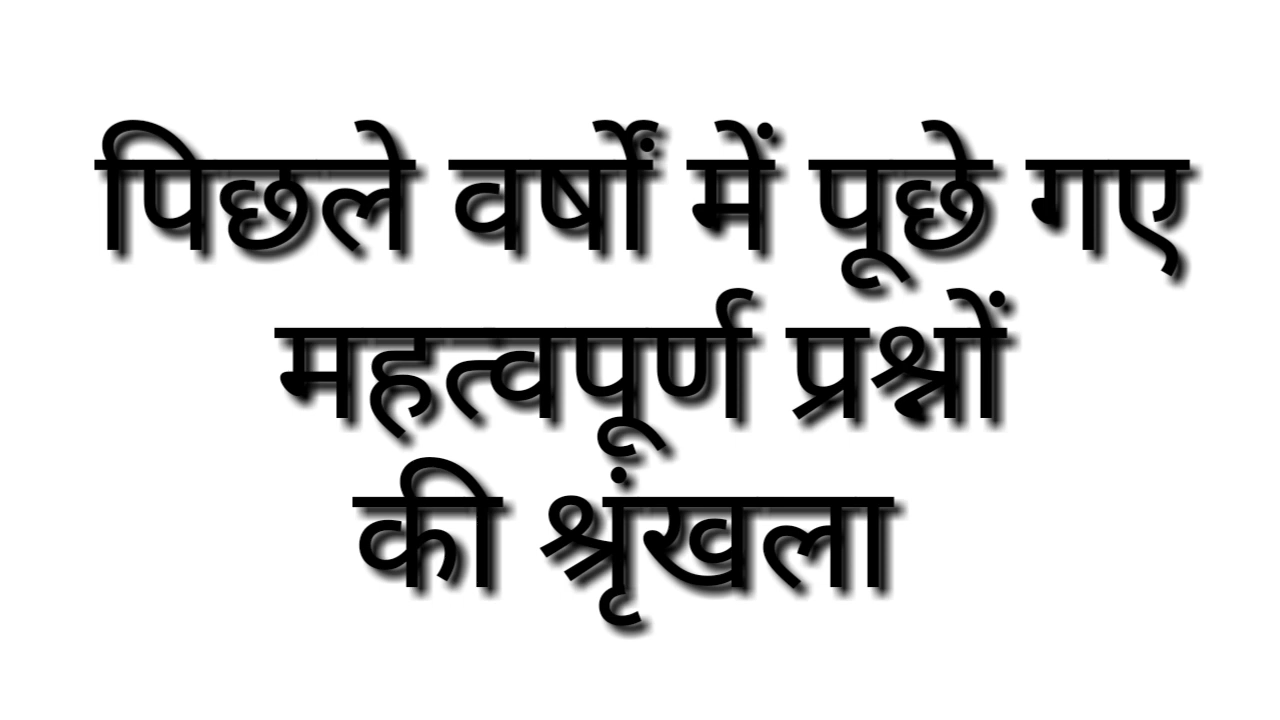 पिछले वर्षों में पूछे गए
महत्वपूर्ण प्रश्नों
की श्रृंखला